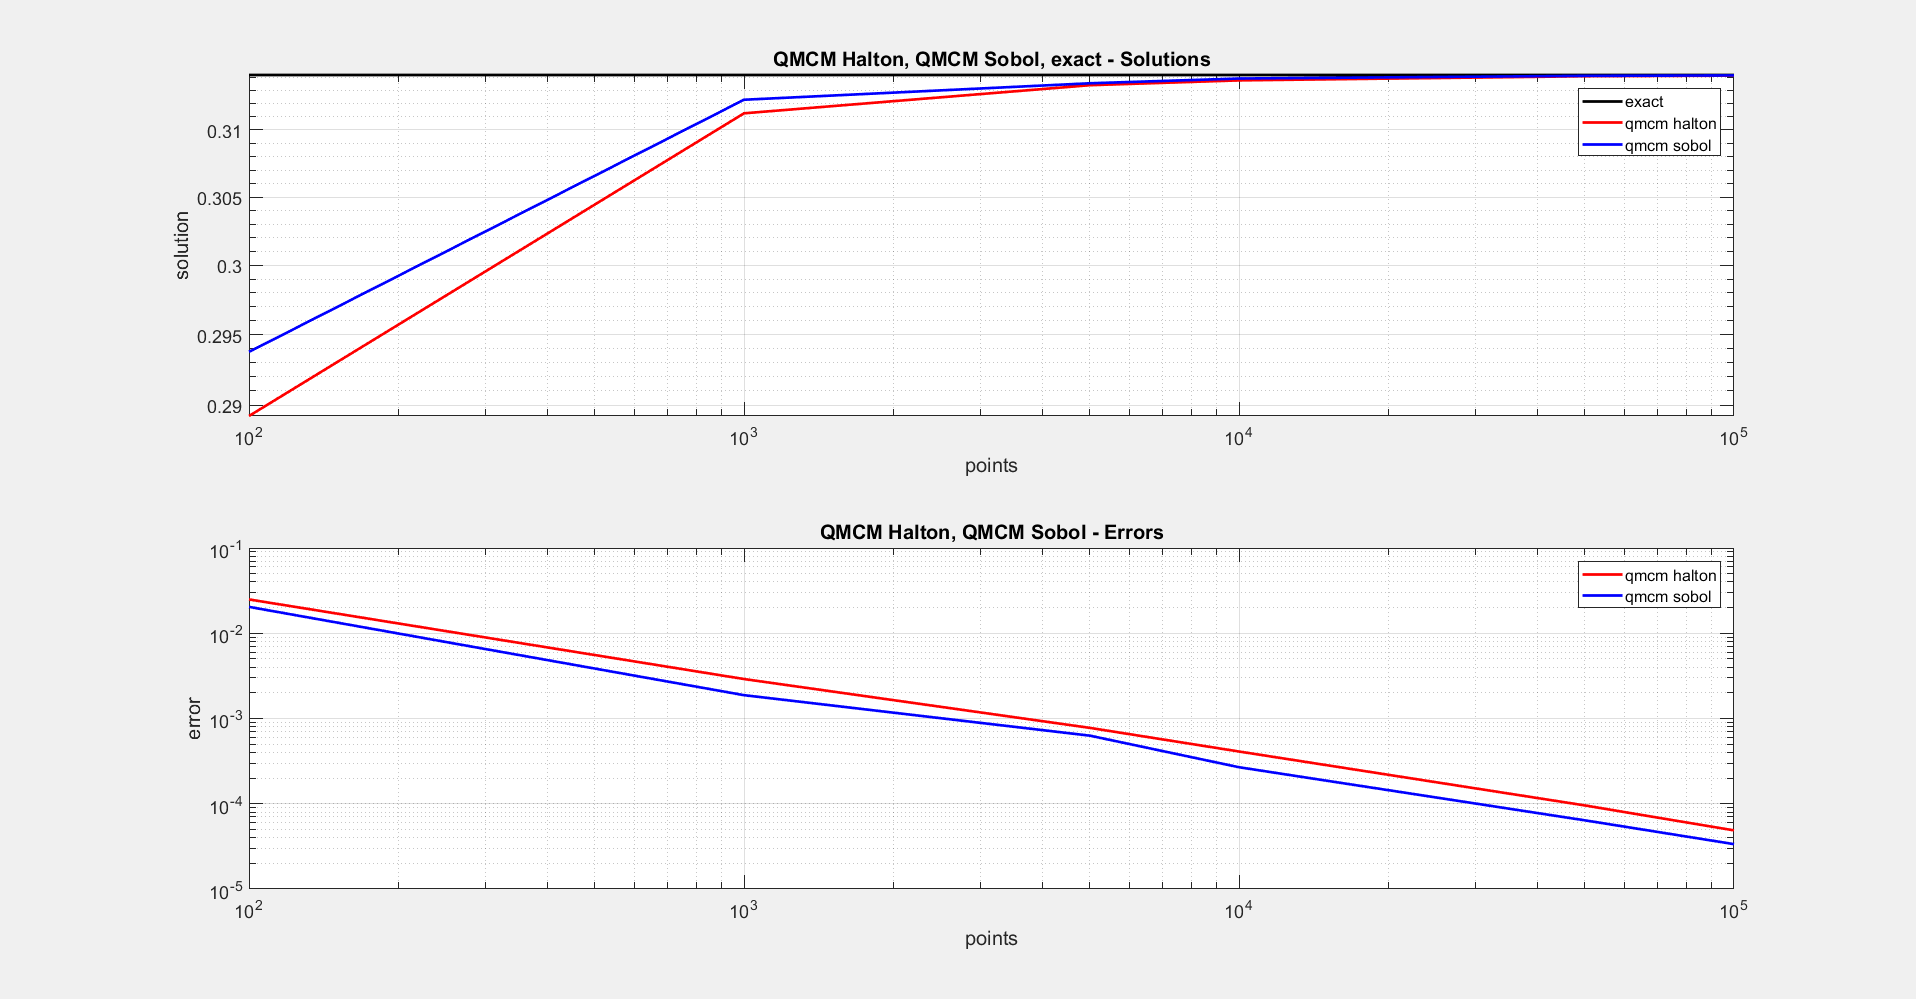 QMCM Halton, QMCM Sobol, exact - Solutions
exact
qmcm halton
qmcm sobol
0.31
0.305
0.3
0.295
0.29
solution
10^2
10^3
10^4
10^5
points
QMCM Halton, QMCM Sobol - Errors
qmcm halton
qmcm sobol
10^-1
10^-2
10^-3
10^-4
10^-5
error
10^2
10^3
10^4
10^5
points